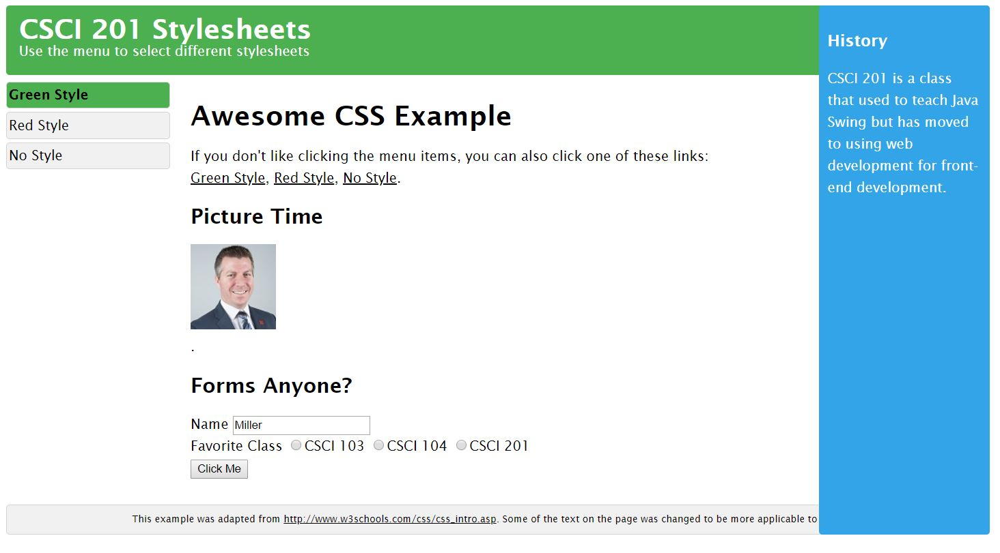 CSCI 201 Stylesheets
Use the menu to select different stylesheets
Green Style
Red Style
No Style
Awesome CSS Example
If you don't like clicking the menu items, you can also click one of these links:
Green Style, Red Style, No Style.
Picture Time
.
Forms Anyone?
Name Miller
Favorite Class CSCI 103 CSCI 104 CSCI 201
Click Me
History
CSCI 201 is a class
that used to teach Java
Swing but has moved
to using web
development for front-
end development.
This example was adapted from http://www.w3schools.com/css/css_intro.asp. Some of the text on the page was changed to be more applicable to